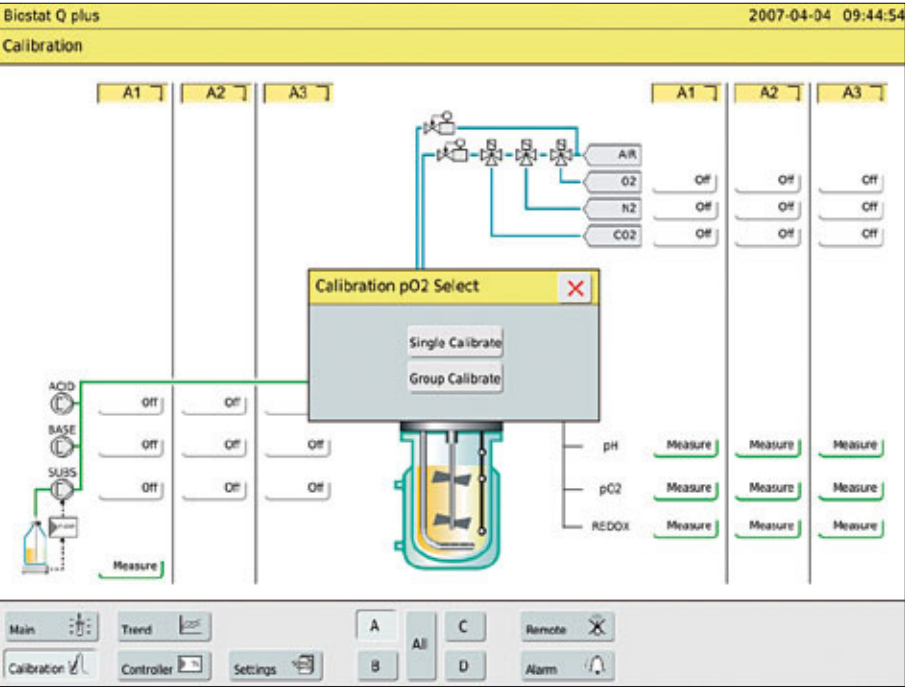 Biostat Q plus 2007-04-04 09:44:54
Calibration
A1 A2 A3 A1 A2 A3
AIR
O2 Off Off Off
N2 Off Off Off
CO2 Off Off Off
Calibration pO2 Select
Single Calibrate
Group Calibrate
ACID Off Off
BASE Off Off Off
pH Measure Measure Measure
SUBS Off Off Off
pO2 Measure Measure Measure
REDOX Measure Measure Measure
Measure
Main Trend A All C Remote
Calibration Controller Settings B D Alarm